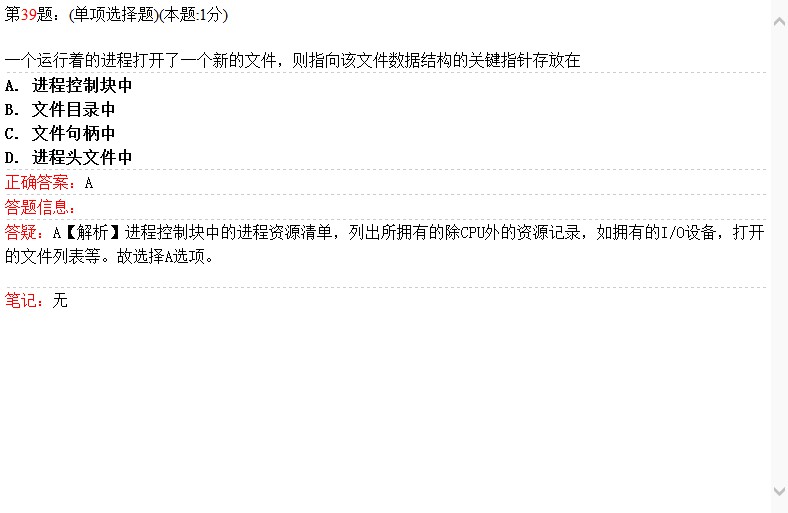 第39题: (单项选择题)(本题:1分)
一个运行着的进程打开了一个新的文件，则指向该文件数据结构的关键指针存放在
A. 进程控制块中
B. 文件目录中
C. 文件句柄中
D. 进程头文件中
正确答案: A
答题信息:
答疑: A【解析】进程控制块中的进程资源清单，列出所拥有的除CPU外的资源记录，如拥有的I/O设备，打开
的文件列表等。故选择A选项。
笔记: 无